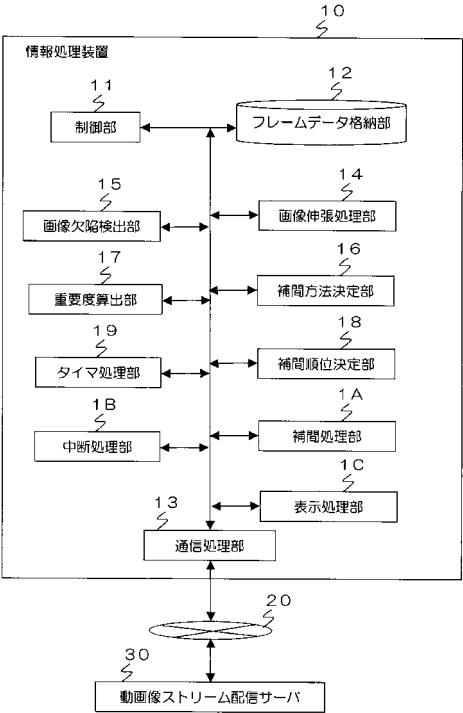 10
情報処理装置
11
制御部
12
フレームデータ格納部
15
画像欠陥検出部
14
画像伸張処理部
17
重要度算出部
16
補間方法決定部
19
タイマ処理部
18
補間順位決定部
1B
中断処理部
1A
補間処理部
1C
表示処理部
13
通信処理部
20
30
動画像ストリーム配信サーバ